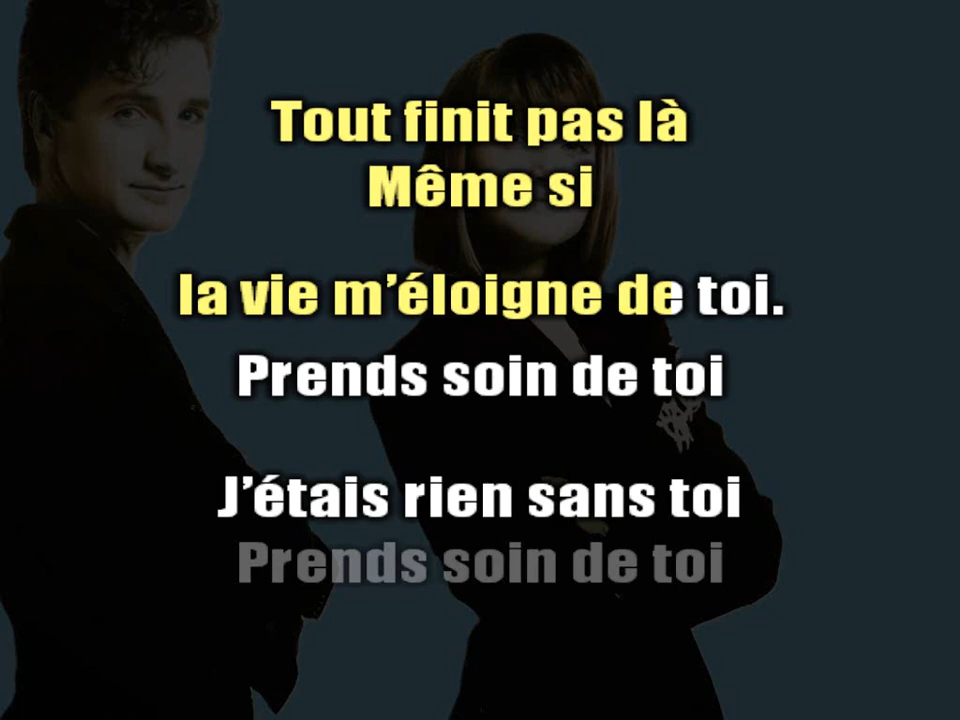 Tout finit pas là
Même si
la vie m’éloigne de toi.
Prends soin de toi
J’étais rien sans toi
Prends soin de toi